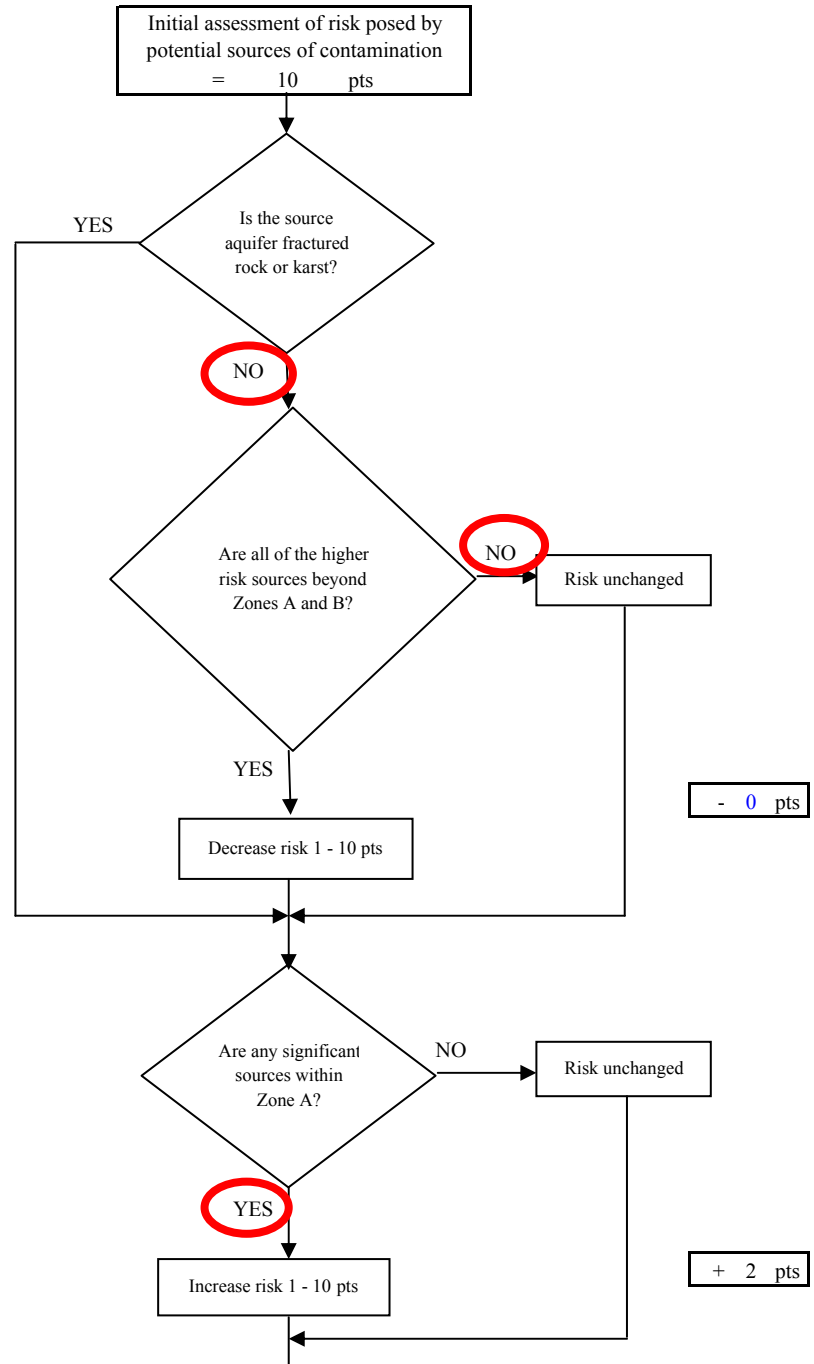 Initial assessment of risk posed by
potential sources of contamination
= 10 pts
YES
Is the source
aquifer fractured
rock or karst?
NO
Are all of the higher
risk sources beyond
Zones A and B?
NO
Risk unchanged
YES
- 0 pts
Decrease risk 1 - 10 pts
Are any significant
sources within
Zone A?
NO
Risk unchanged
YES
+ 2 pts
Increase risk 1 - 10 pts